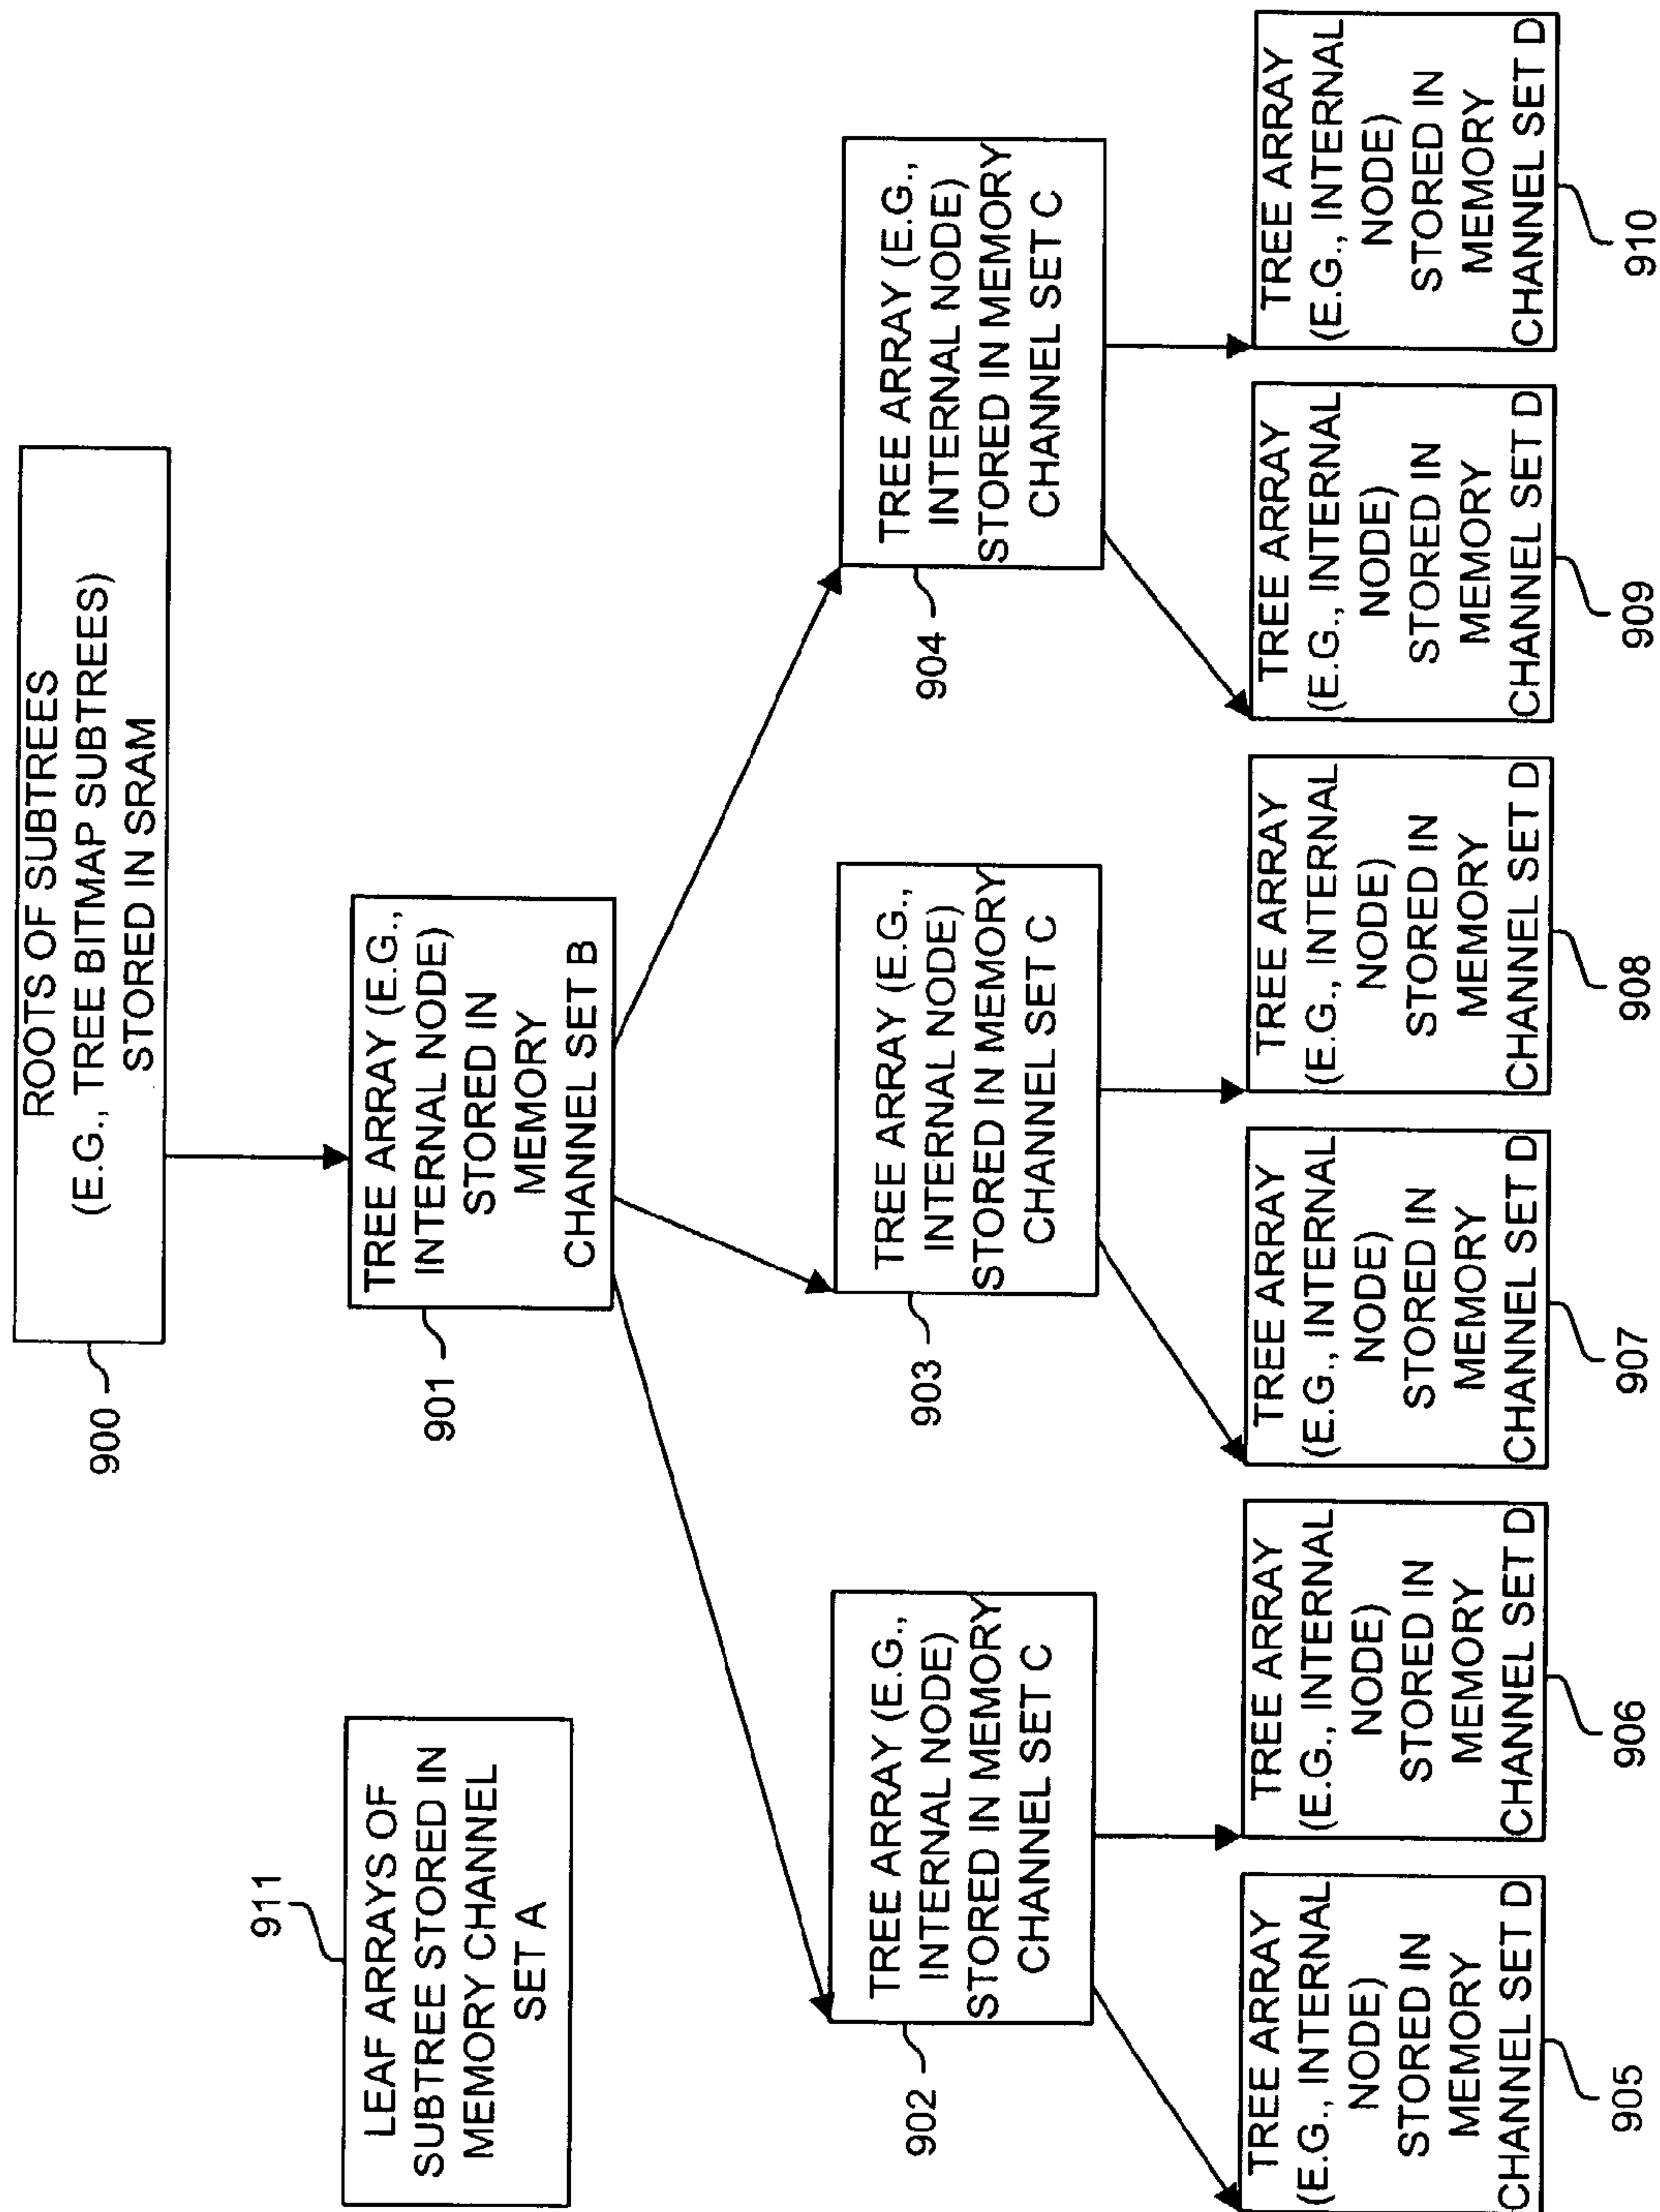 ROOTS OF SUBTREES
(E.G., TREE BITMAP SUBTREES)
STORED IN SRAM
900
911
LEAF ARRAYS OF
SUBTREE STORED IN
MEMORY CHANNEL
SET A
TREE ARRAY (E.G.,
INTERNAL NODE)
STORED IN
MEMORY
CHANNEL SET B
901
TREE ARRAY (E.G.,
INTERNAL NODE)
STORED IN MEMORY
CHANNEL SET C
902
TREE ARRAY (E.G.,
INTERNAL NODE)
STORED IN MEMORY
CHANNEL SET C
903
TREE ARRAY (E.G.,
INTERNAL NODE)
STORED IN MEMORY
CHANNEL SET C
904
TREE ARRAY
(E.G., INTERNAL
NODE)
STORED IN
MEMORY
CHANNEL SET D
905
TREE ARRAY
(E.G., INTERNAL
NODE)
STORED IN
MEMORY
CHANNEL SET D
906
TREE ARRAY
(E.G., INTERNAL
NODE)
STORED IN
MEMORY
CHANNEL SET D
907
TREE ARRAY
(E.G., INTERNAL
NODE)
STORED IN
MEMORY
CHANNEL SET D
908
TREE ARRAY
(E.G., INTERNAL
NODE)
STORED IN
MEMORY
CHANNEL SET D
909
TREE ARRAY
(E.G., INTERNAL
NODE)
STORED IN
MEMORY
CHANNEL SET D
910